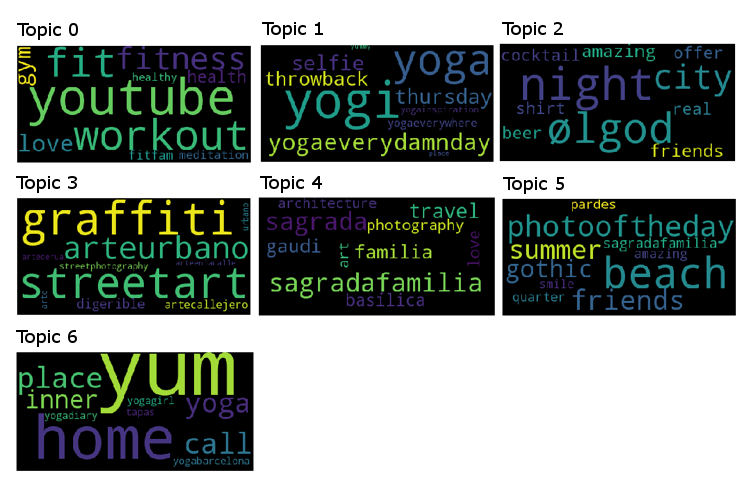 Topic 0
gym
fit
fitness
healthy
health
youtube
love
workout
fitfam
meditation
Topic 1
yummy
selfie
yoga
throwback
yogi
thursday
yogainspiration
yogaeverywhere
yogaeverydamnday
place
Topic 2
cocktail
amazing
offer
night
city
shirt
real
beer
ølgod
friends
Topic 3
graffiti
urbano
arteurbano
artecerua
streetphotography
arteenlacalle
streetart
arte
digerible
artecallejero
Topic 4
architecture
sagrada
travel
photography
gaudi
art
familia
love
sagradafamilia
basílica
Topic 5
pardes
photooftheday
summer
sagradafamilia
amazing
gothic
beach
smile
quarter
friends
Topic 6
place
yum
inner
yogagirl
yoga
yogadiary
tapas
home
call
yogabarcelona